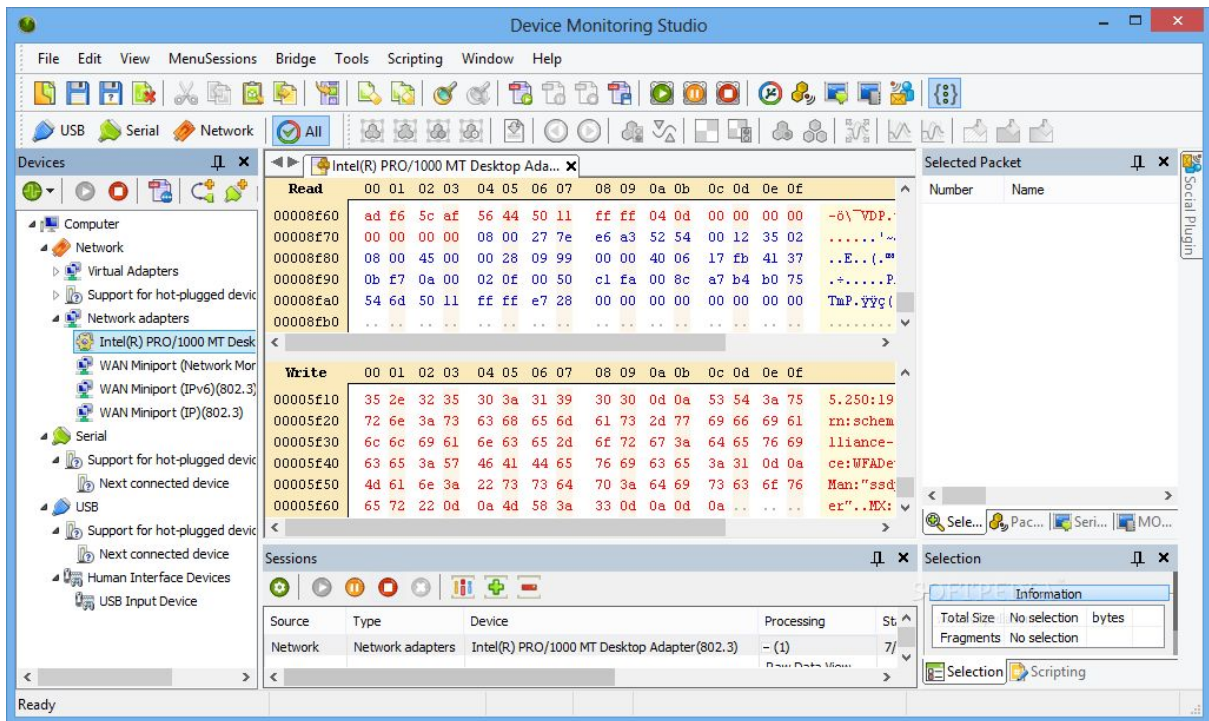 Device Monitoring Studio
File Edit View MenuSessions Bridge Tools Scripting Window Help
USB Serial Network All
Devices
Computer
Network
Virtual Adapters
Support for hot-plugged devic
Network adapters
Intel(R) PRO/1000 MT Desk
WAN Miniport (Network Mor
WAN Miniport (IPv6)(802.3)
WAN Miniport (IP)(802.3)
Serial
Support for hot-plugged devic
Next connected device
USB
Support for hot-plugged devic
Next connected device
Human Interface Devices
USB Input Device
Intel(R) PRO/1000 MT Desktop Ada...
Read 00 01 02 03 04 05 06 07 08 09 0a 0b 0c 0d 0e 0f
00008f60 ad f6 5c af 56 44 50 11 ff ff 04 0d 00 00 00 00 -ö\¯VDP.
00008f70 00 00 00 00 08 00 27 7e e6 a3 52 54 00 12 35 02 ......'~
00008f80 08 00 45 00 00 28 09 99 00 00 40 06 17 fb 41 37 ..E..(.™
00008f90 0b f7 0a 00 02 0f 00 50 c1 fa 00 8c a7 b4 b0 75 .÷.....P
00008fa0 54 6d 50 11 ff ff e7 28 00 00 00 00 00 00 00 00 TmP.ÿÿç(
00008fb0 .. .. .. .. .. .. .. .. .. .. .. .. .. .. .. .. ........
Write 00 01 02 03 04 05 06 07 08 09 0a 0b 0c 0d 0e 0f
00005f10 35 2e 32 35 30 3a 31 39 30 30 0d 0a 53 54 3a 75 5.250:19
00005f20 72 6e 3a 73 63 68 65 6d 61 73 2d 77 69 66 69 61 rn:schem
00005f30 6c 6c 69 61 6e 63 65 2d 6f 72 67 3a 64 65 76 69 lliance-
00005f40 63 65 3a 57 46 41 44 65 76 69 63 65 3a 31 0d 0a ce:WFADe
00005f50 4d 61 6e 3a 22 73 73 64 70 3a 64 69 73 63 6f 76 Man:"ssd
00005f60 65 72 22 0d 0a 4d 58 3a 33 0d 0a 0d 0a .. .. .. er"..MX:
Sessions
Source Type Device Processing St
Network Network adapters Intel(R) PRO/1000 MT Desktop Adapter(802.3) – (1) 7/
Raw Data View
Selected Packet
Number Name
Sele... Pac... Seri... MO...
Social Plugin
Selection
SOFTPEDIA
Information
Total Size No selection bytes
Fragments No selection
Selection Scripting
Ready